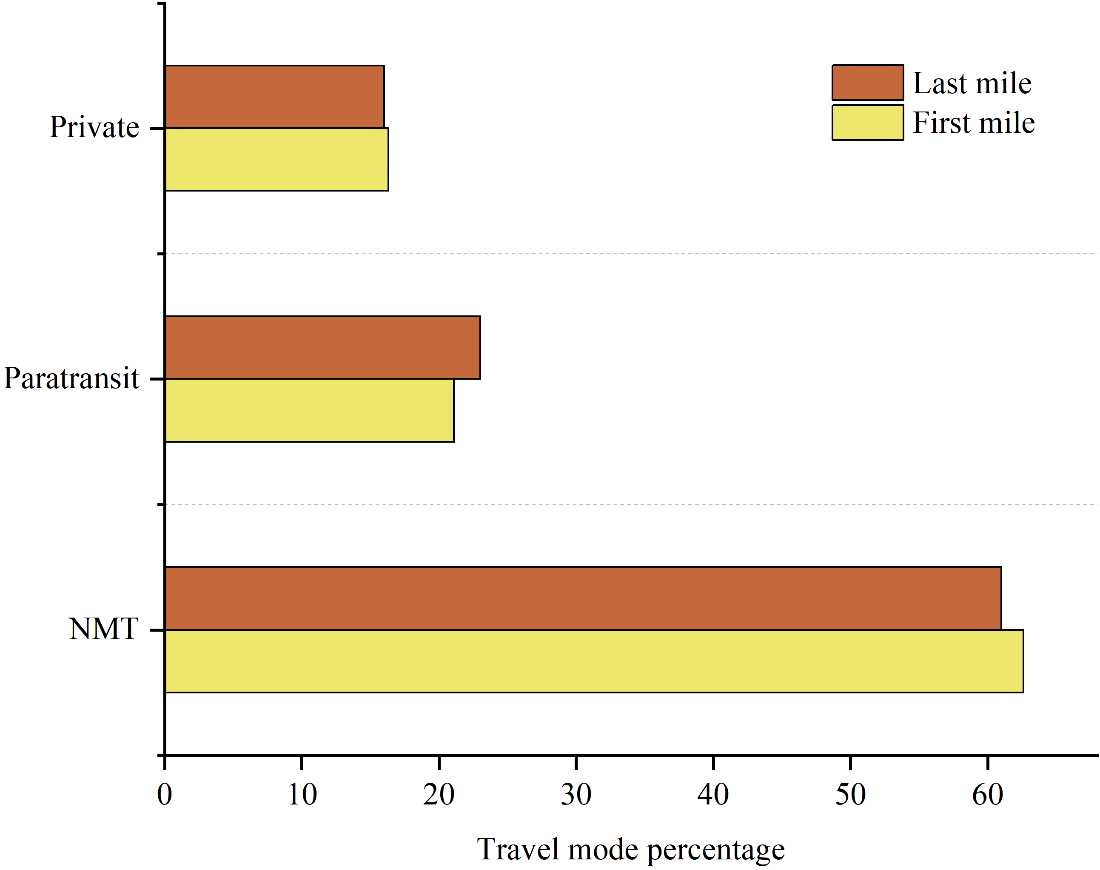 Last mile
First mile
Private
Paratransit
NMT
0 10 20 30 40 50 60
Travel mode percentage